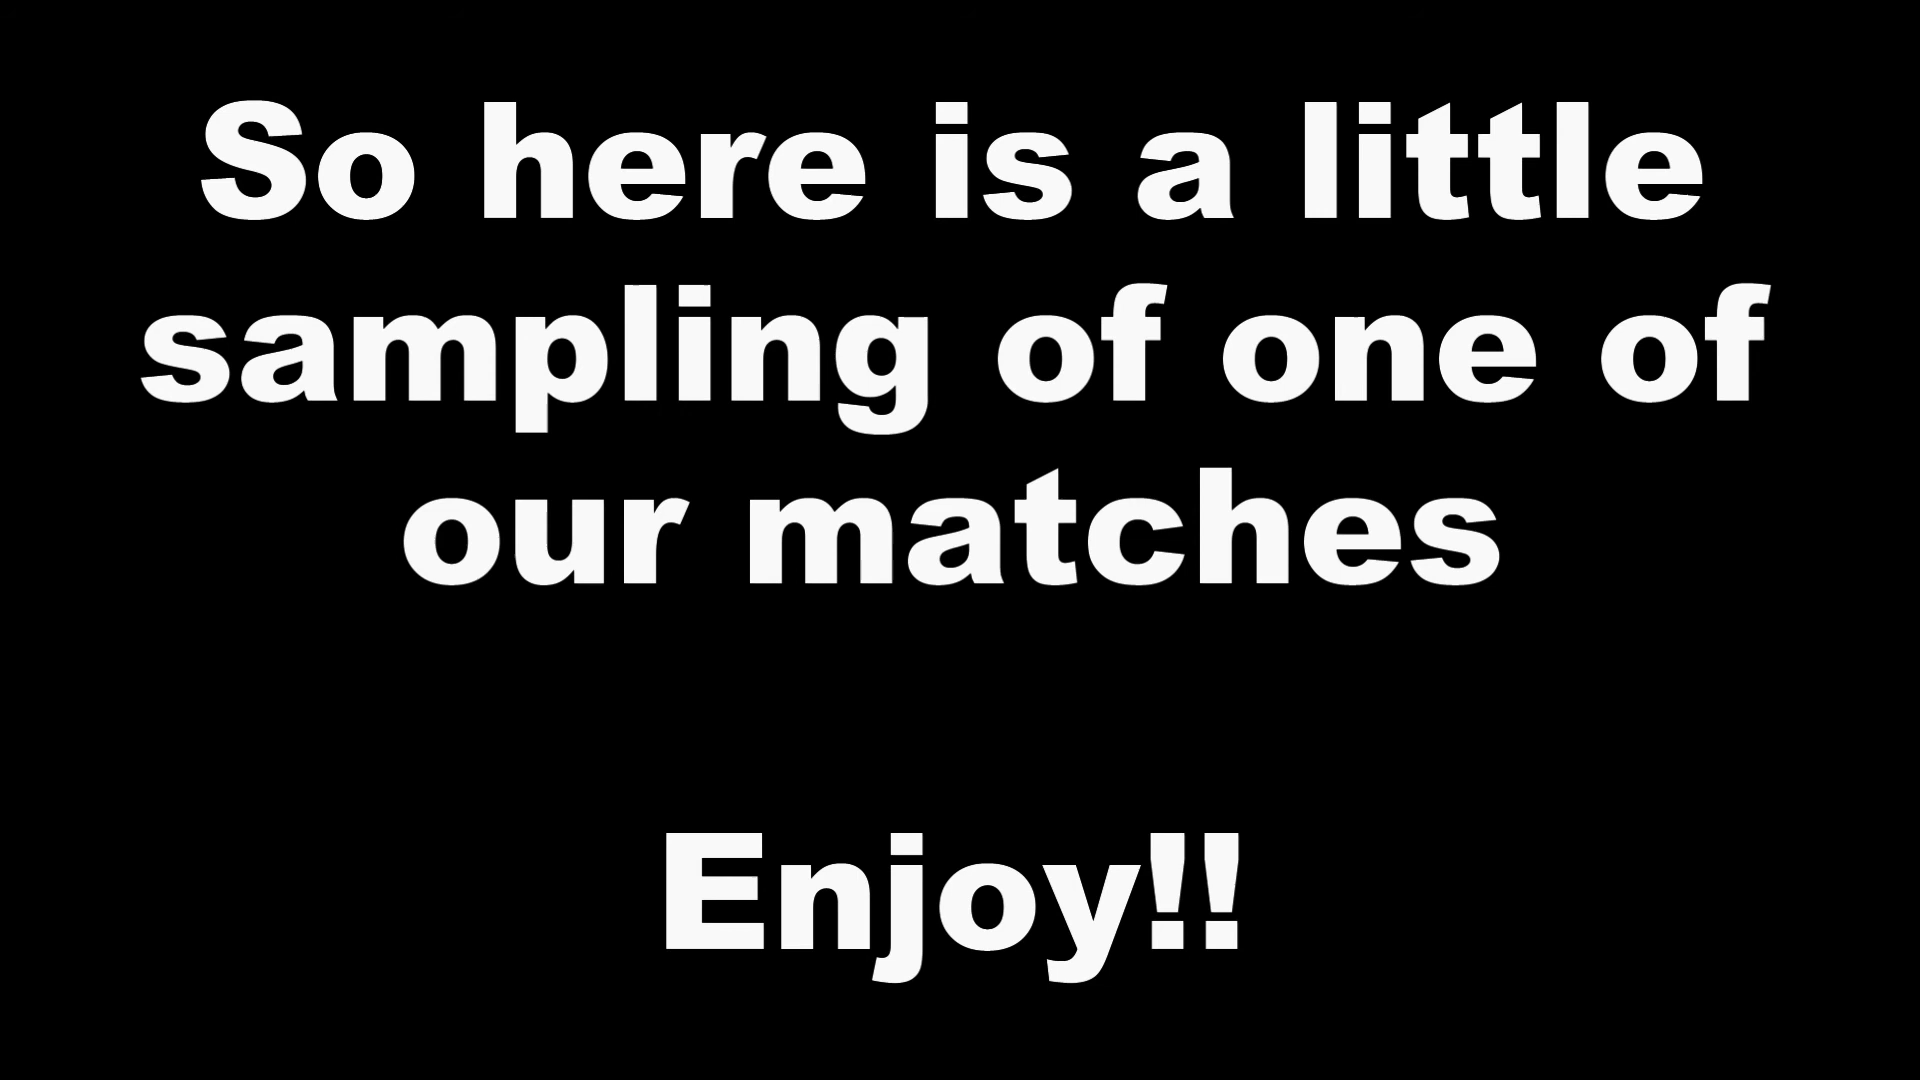 So here is a little
sampling of one of
our matches
Enjoy!!